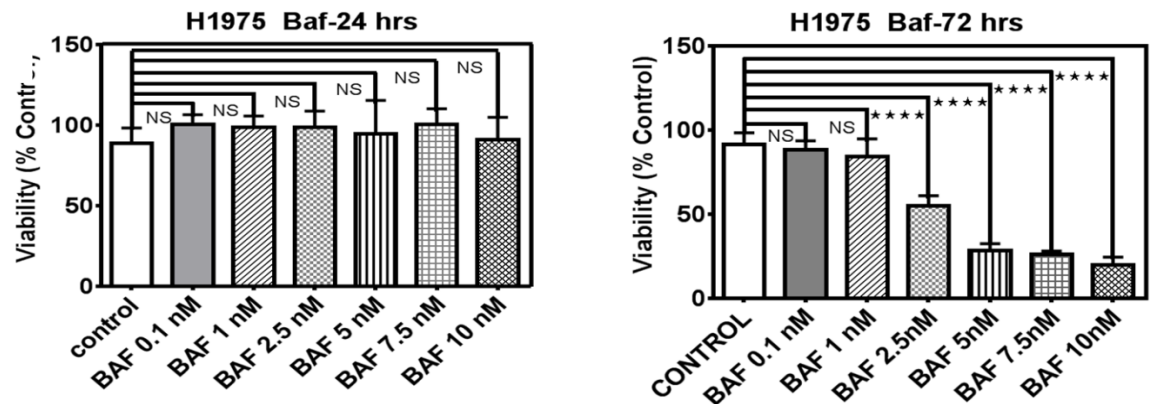 H1975 Baf-24 hrs
Viability (% Control)
150
100
50
0
NS
NS
NS
NS
NS
NS
control
BAF 0.1 nM
BAF 1 nM
BAF 2.5 nM
BAF 5 nM
BAF 7.5 nM
BAF 10 nM
H1975 Baf-72 hrs
Viability (% Control)
150
100
50
0
NS
NS
★★★★
★★★★
★★★★
★★★★
CONTROL
BAF 0.1 nM
BAF 1 nM
BAF 2.5nM
BAF 5nM
BAF 7.5nM
BAF 10nM